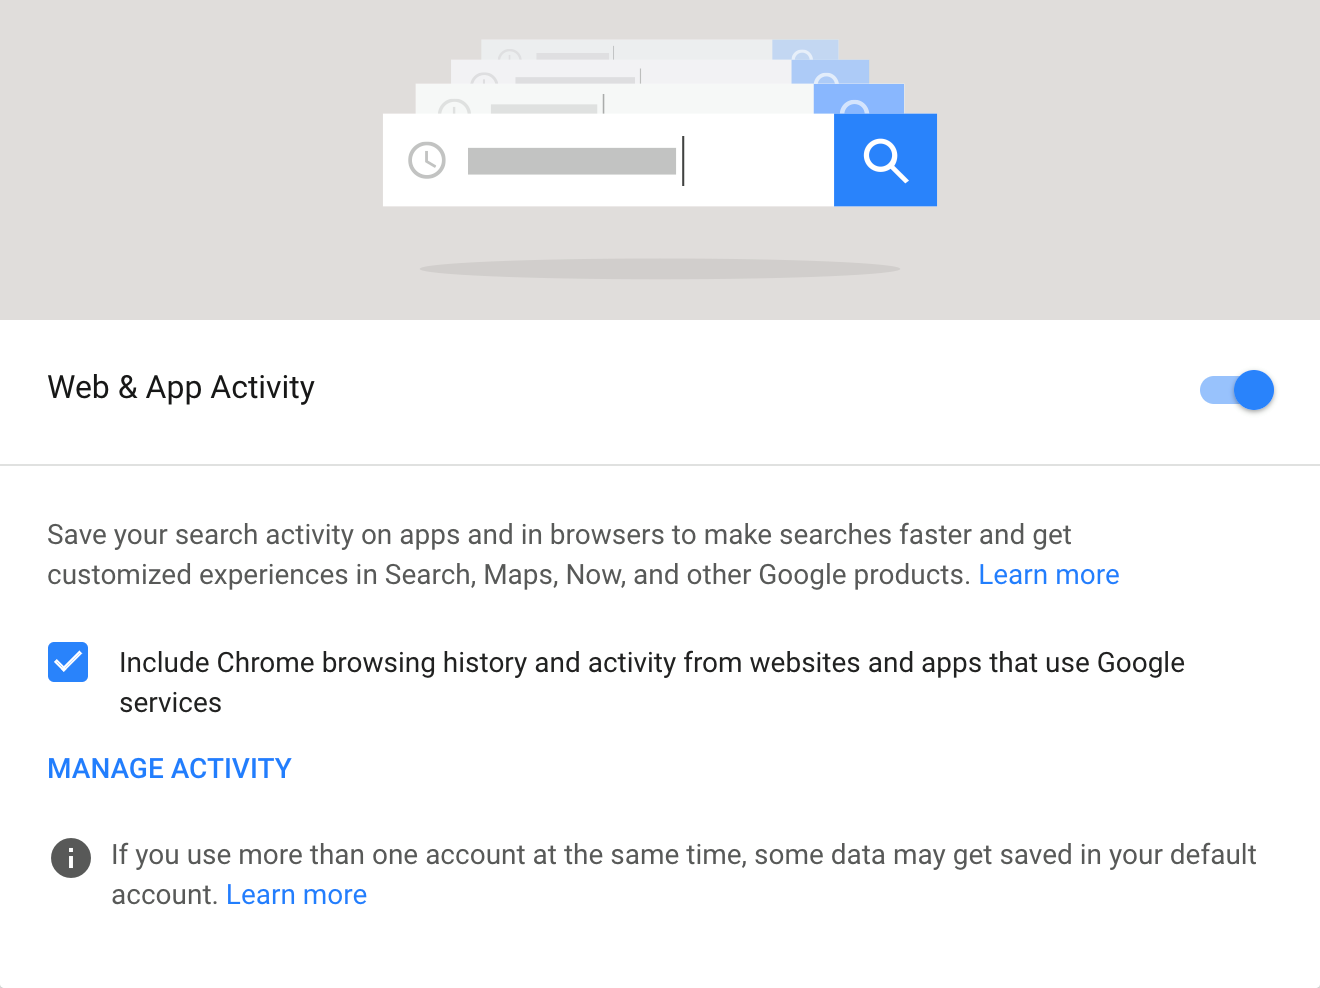 Web & App Activity
Save your search activity on apps and in browsers to make searches faster and get
customized experiences in Search, Maps, Now, and other Google products. Learn more
Include Chrome browsing history and activity from websites and apps that use Google
services
MANAGE ACTIVITY
If you use more than one account at the same time, some data may get saved in your default
account. Learn more